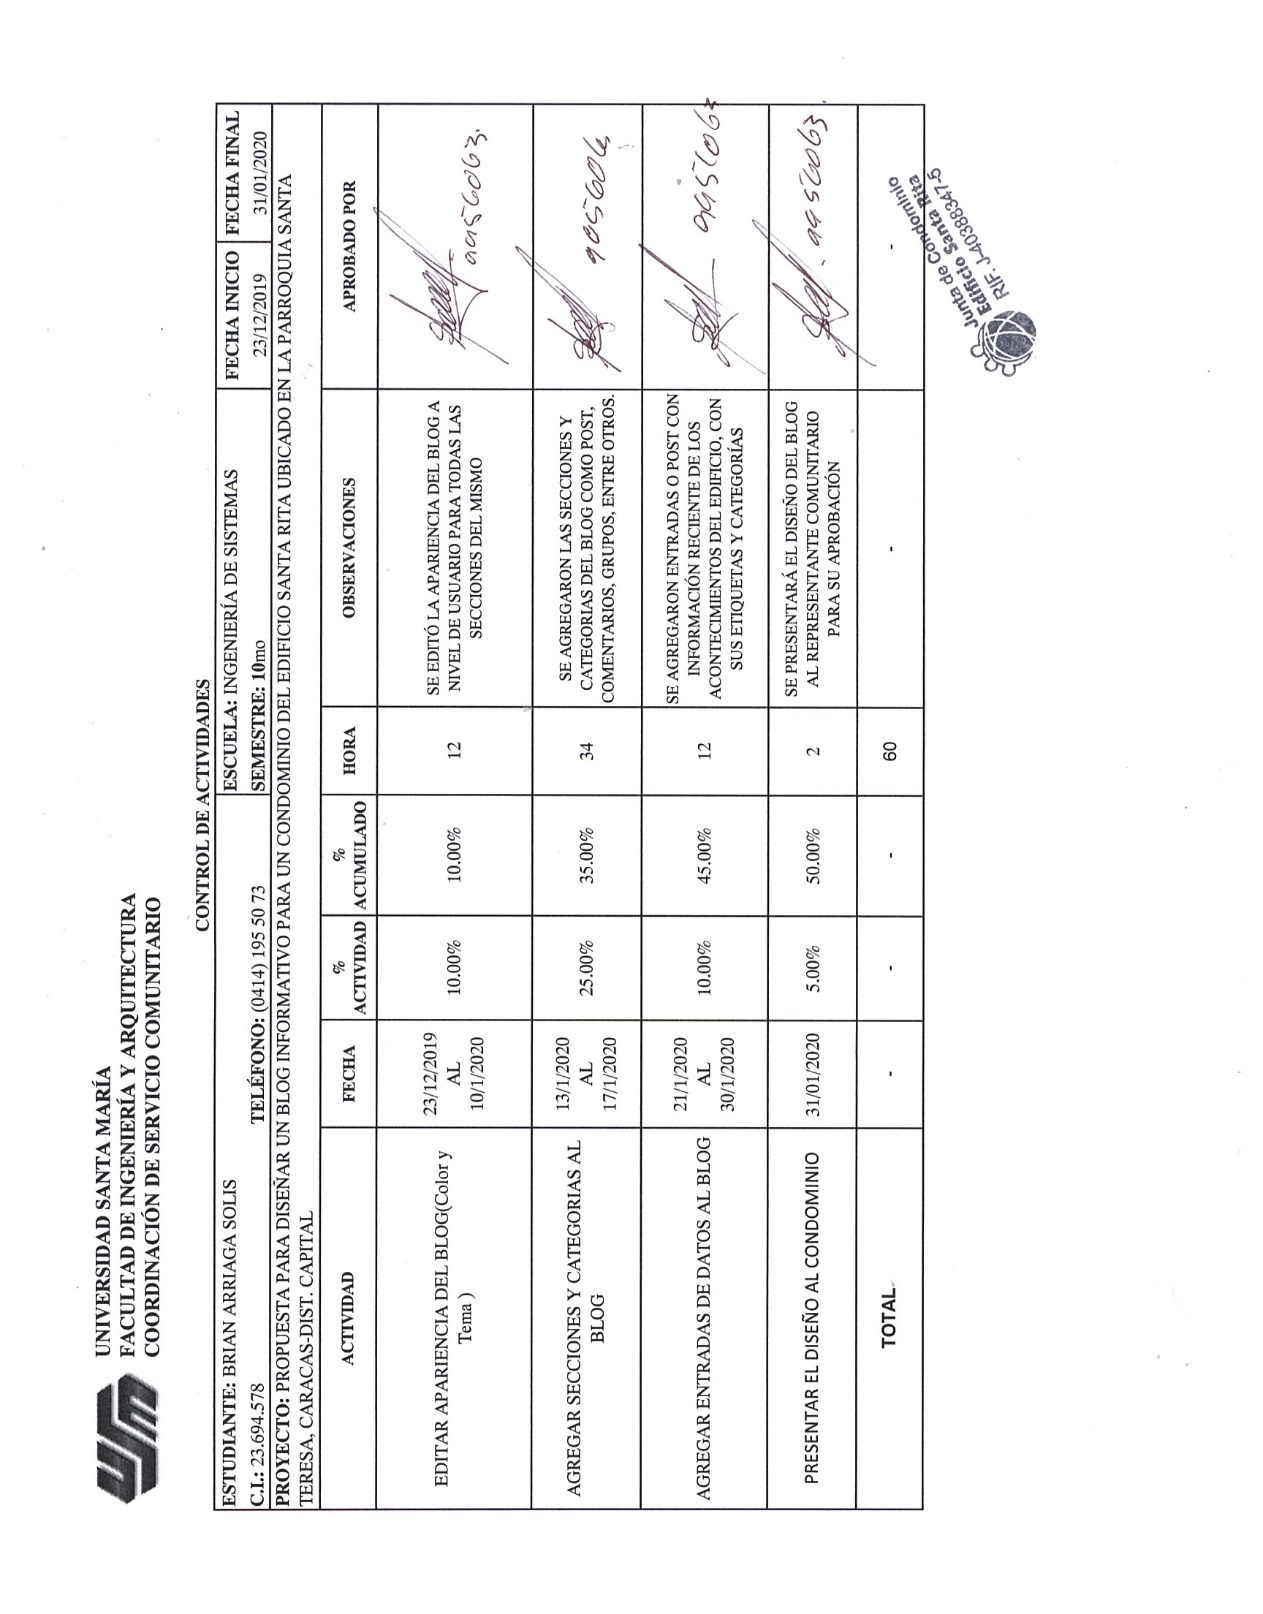 UNIVERSIDAD SANTA MARÍA
FACULTAD DE INGENIERÍA Y ARQUITECTURA
COORDINACIÓN DE SERVICIO COMUNITARIO
CONTROL DE ACTIVIDADES
ESTUDIANTE: BRIAN ARRIAGA SOLIS
C.I.: 23.694.578 TELÉFONO: (0414) 195 50 73
ESCUELA: INGENIERÍA DE SISTEMAS
SEMESTRE: 10mo
FECHA INICIO
23/12/2019
FECHA FINAL
31/01/2020
PROYECTO: PROPUESTA PARA DISEÑAR UN BLOG INFORMATIVO PARA UN CONDOMINIO DEL EDIFICIO SANTA RITA UBICADO EN LA PARROQUIA SANTA
TERESA, CARACAS-DIST. CAPITAL
ACTIVIDAD
FECHA
%
ACTIVIDAD
%
ACUMULADO
HORA
OBSERVACIONES
APROBADO POR
EDITAR APARIENCIA DEL BLOG(Color y
Tema )
23/12/2019
AL
10/1/2020
10.00%
10.00%
12
SE EDITÓ LA APARIENCIA DEL BLOG A
NIVEL DE USUARIO PARA TODAS LAS
SECCIONES DEL MISMO
AGREGAR SECCIONES Y CATEGORIAS AL
BLOG
13/1/2020
AL
17/1/2020
25.00%
35.00%
34
SE AGREGARON LAS SECCIONES Y
CATEGORIAS DEL BLOG COMO POST,
COMENTARIOS, GRUPOS, ENTRE OTROS.
AGREGAR ENTRADAS DE DATOS AL BLOG
21/1/2020
AL
30/1/2020
10.00%
45.00%
12
SE AGREGARON ENTRADAS O POST CON
INFORMACIÓN RECIENTE DE LOS
ACONTECIMIENTOS DEL EDIFICIO, CON
SUS ETIQUETAS Y CATEGORÍAS
PRESENTAR EL DISEÑO AL CONDOMINIO
31/01/2020
5.00%
50.00%
2
SE PRESENTARÁ EL DISEÑO DEL BLOG
AL REPRESENTANTE COMUNITARIO
PARA SU APROBACIÓN
TOTAL
-
-
-
60
-
-
Junta de Condominio
Edificio Santa Rita
RIF. J-40388347-5